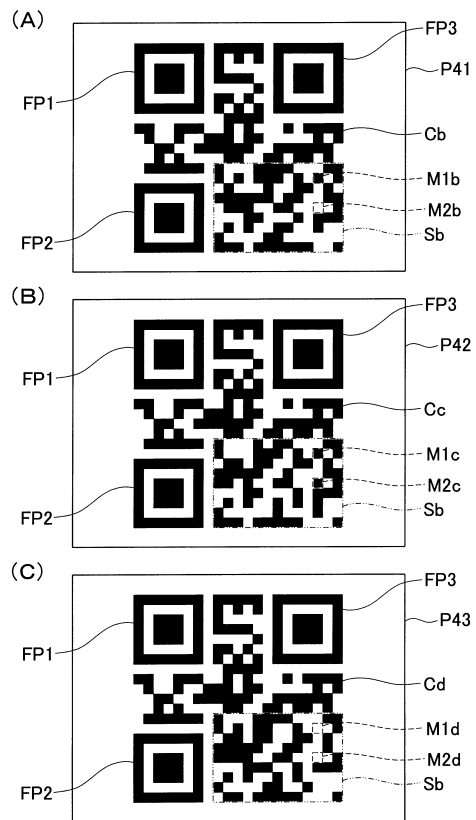 (A)
FP3
P41
FP1
Cb
M1b
M2b
FP2
Sb
(B)
FP3
P42
FP1
Cc
M1c
M2c
FP2
Sb
(C)
FP3
P43
FP1
Cd
M1d
M2d
FP2
Sb